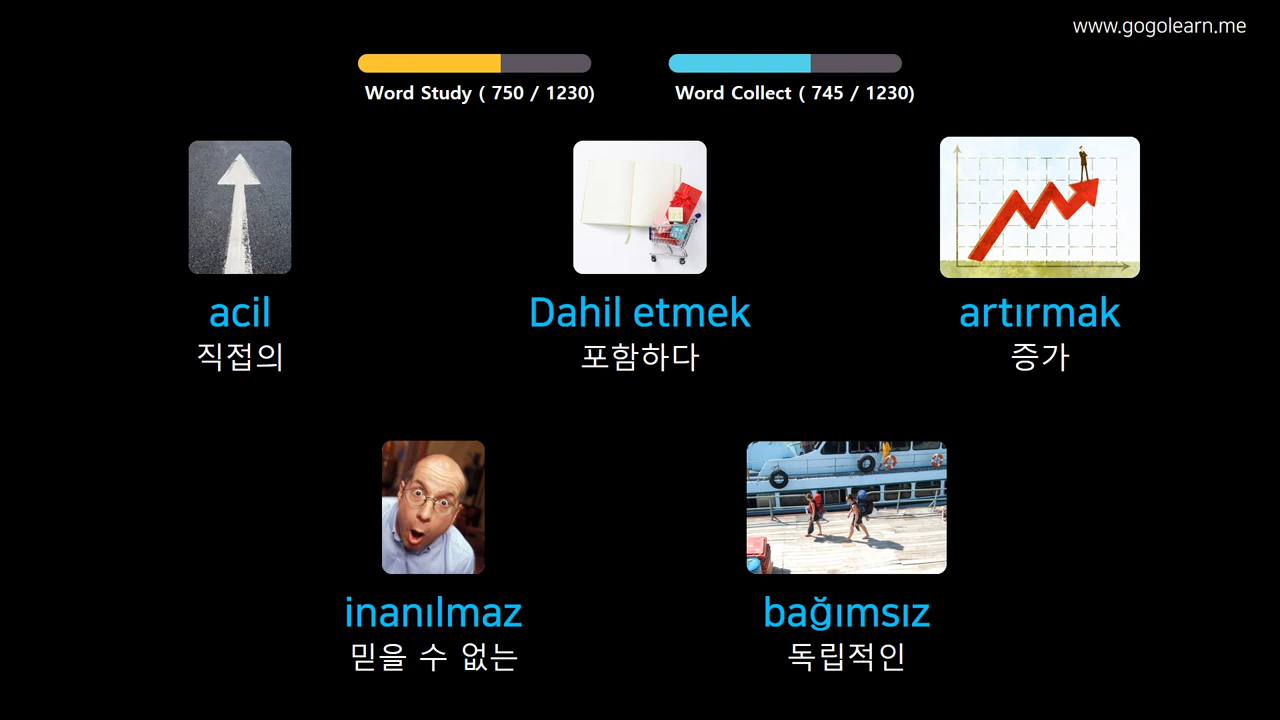 www.gogolearn.me
Word Study ( 750 / 1230)
Word Collect ( 745 / 1230)
acil
직접의
Dahil etmek
포함하다
artırmak
증가
inanılmaz
믿을 수 없는
bağımsız
독립적인